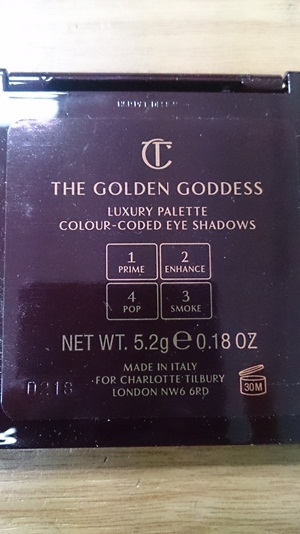 CT
THE GOLDEN GODDESS
LUXURY PALETTE
COLOUR-CODED EYE SHADOWS
1 2
PRIME ENHANCE
4 3
POP SMOKE
NET WT. 5.2g e 0.18 OZ
MADE IN ITALY
FOR CHARLOTTE TILBURY
LONDON NW6 6RD
30M